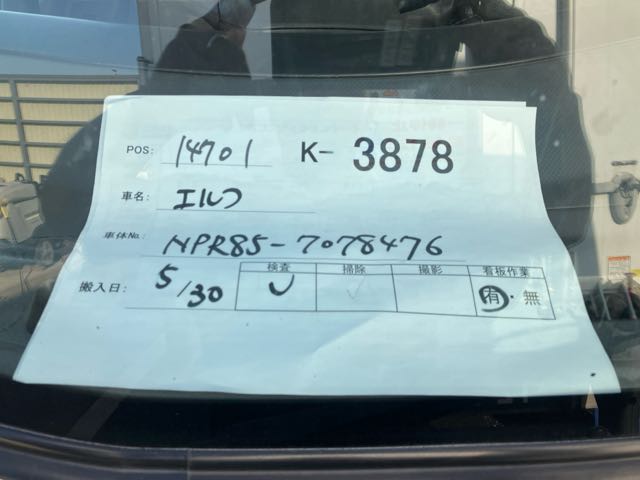 POS: 14701 K- 3878
車名: エルフ
車体No.: NPR85-7078476
搬入日: 5/30
検査 掃除 撮影 看板作業
✓ ✓ 有・無